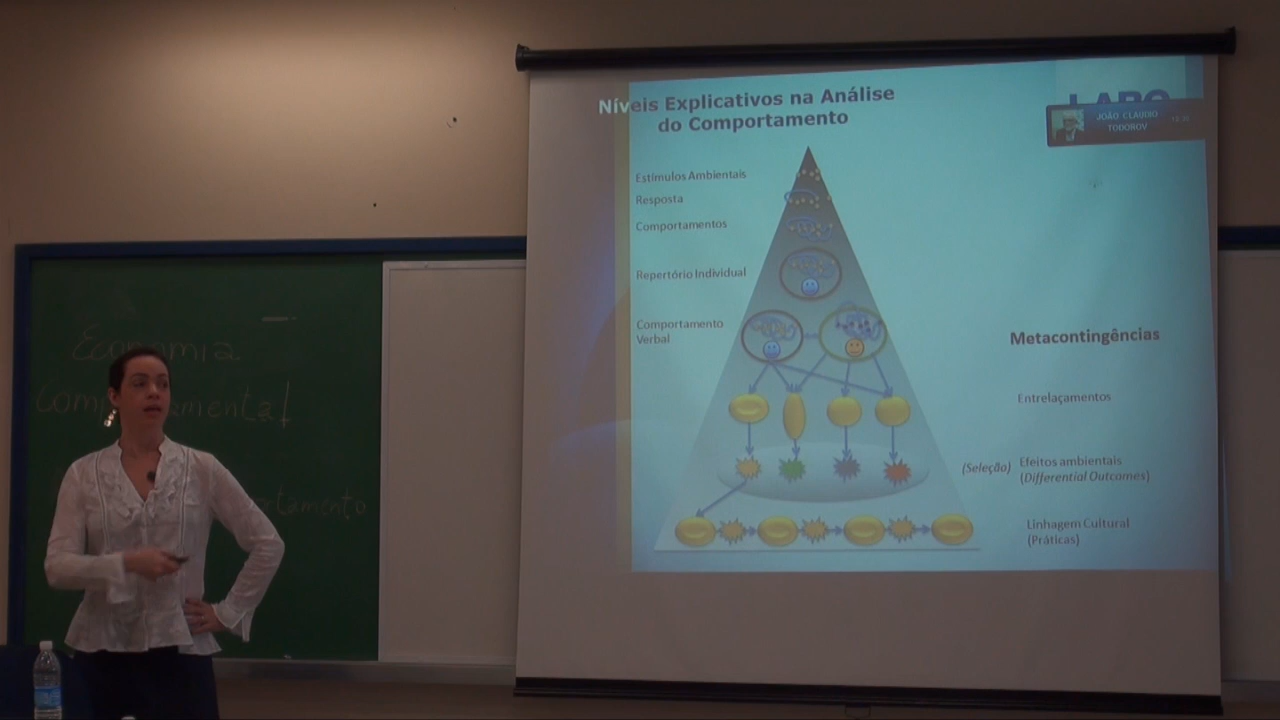 Níveis Explicativos na Análise
do Comportamento
LABO
JOÃO CLAUDIO
TODOROV
Estímulos Ambientais
Resposta
Comportamentos
Repertório Individual
Comportamento
Verbal
Metacontingências
Entrelaçamentos
(Seleção) Efeitos ambientais
(Differential Outcomes)
Linhagem Cultural
(Práticas)
Economia